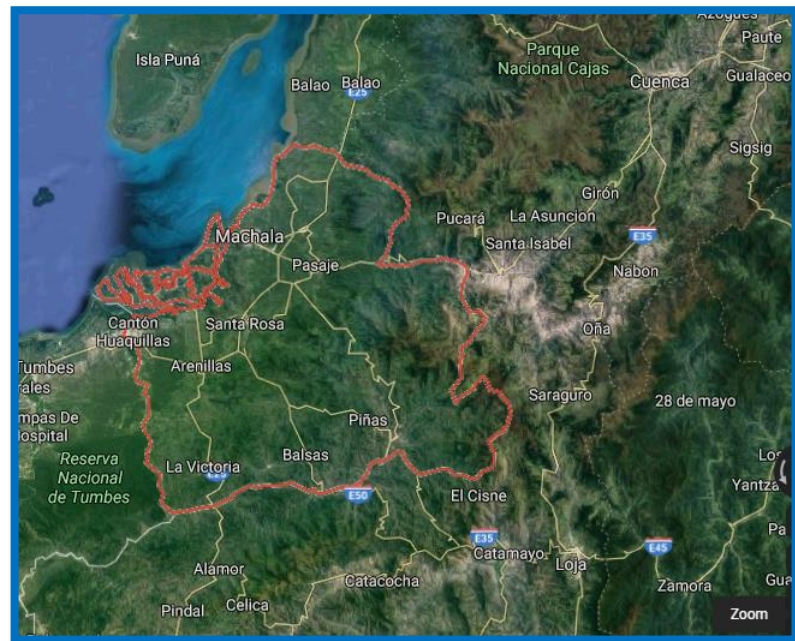 Azogues
Paute
Isla Puná
Parque
Nacional Cajas
Balao
Balao
E25
Cuenca
Gualaceo
Sigsig
Girón
Pucará
La Asuncion
Santa Isabel
E35
Machala
Pasaje
Nabon
Cantón
Huaquillas
Santa Rosa
Oña
Tumbes
rales
Arenillas
Saraguro
28 de mayo
mpas De
Hospital
Piñas
Reserva
Nacional
de Tumbes
La Victoria
Balsas
E25
E50
El Cisne
Los
Yantza
E35
Catamayo
Loja
E45
Pa
Alamor
Catacocha
Zamora
Gua
Pindal
Celica
Zoom